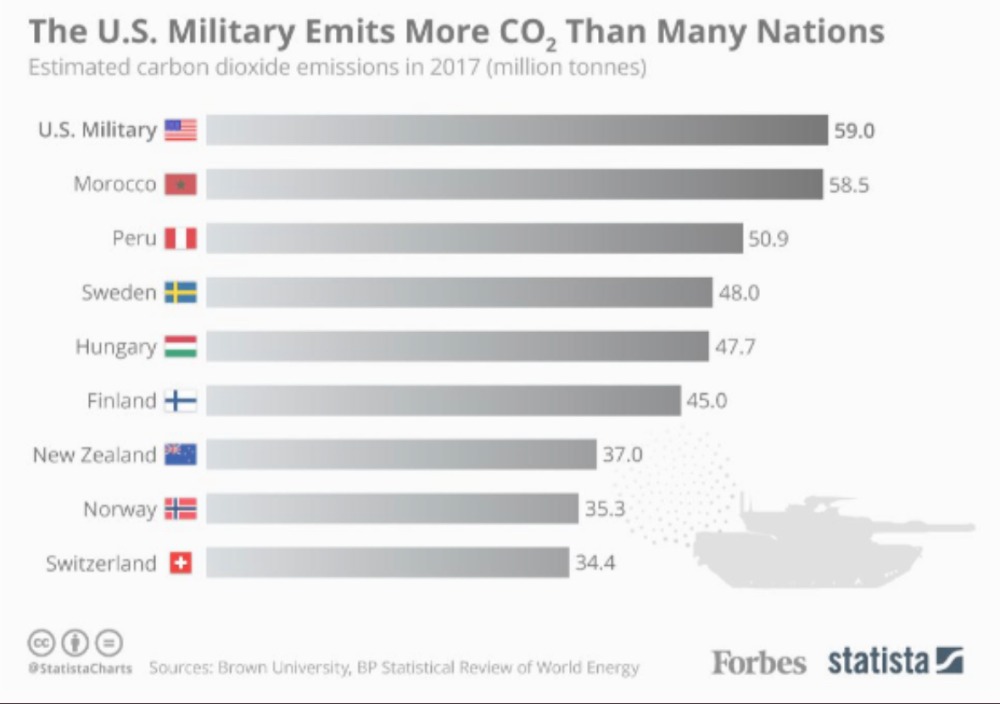 The U.S. Military Emits More CO₂ Than Many Nations
Estimated carbon dioxide emissions in 2017 (million tonnes)
U.S. Military 59.0
Morocco 58.5
Peru 50.9
Sweden 48.0
Hungary 47.7
Finland 45.0
New Zealand 37.0
Norway 35.3
Switzerland 34.4
cc
@StatistaCharts Sources: Brown University, BP Statistical Review of World Energy
Forbes statista